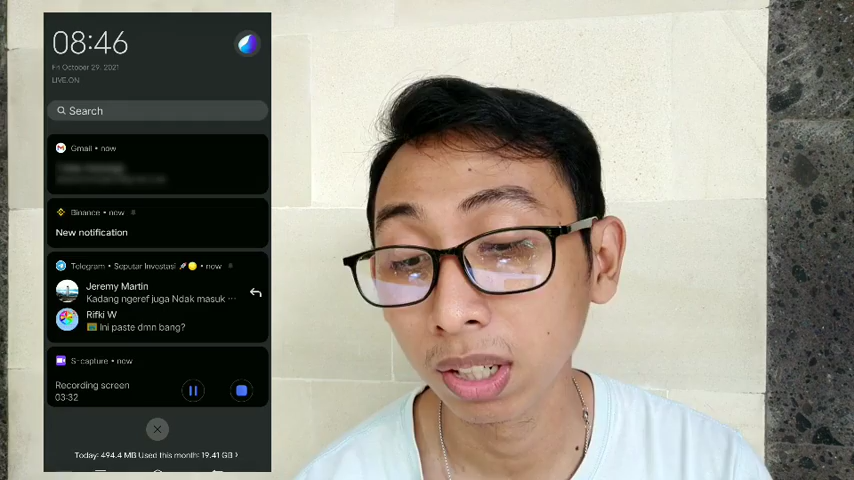 08:46
Fri October 29, 2021
LIVE.ON
Search
Gmail • now
Binance • now
New notification
Telegram • Seputar Investasi 🚀🟡 • now
Jeremy Martin
Kadang ngeref juga Ndak masuk ...
Rifki W
Ini paste dmn bang?
S-capture • now
Recording screen
03:32
Today: 494.4 MB Used this month: 19.41 GB ›